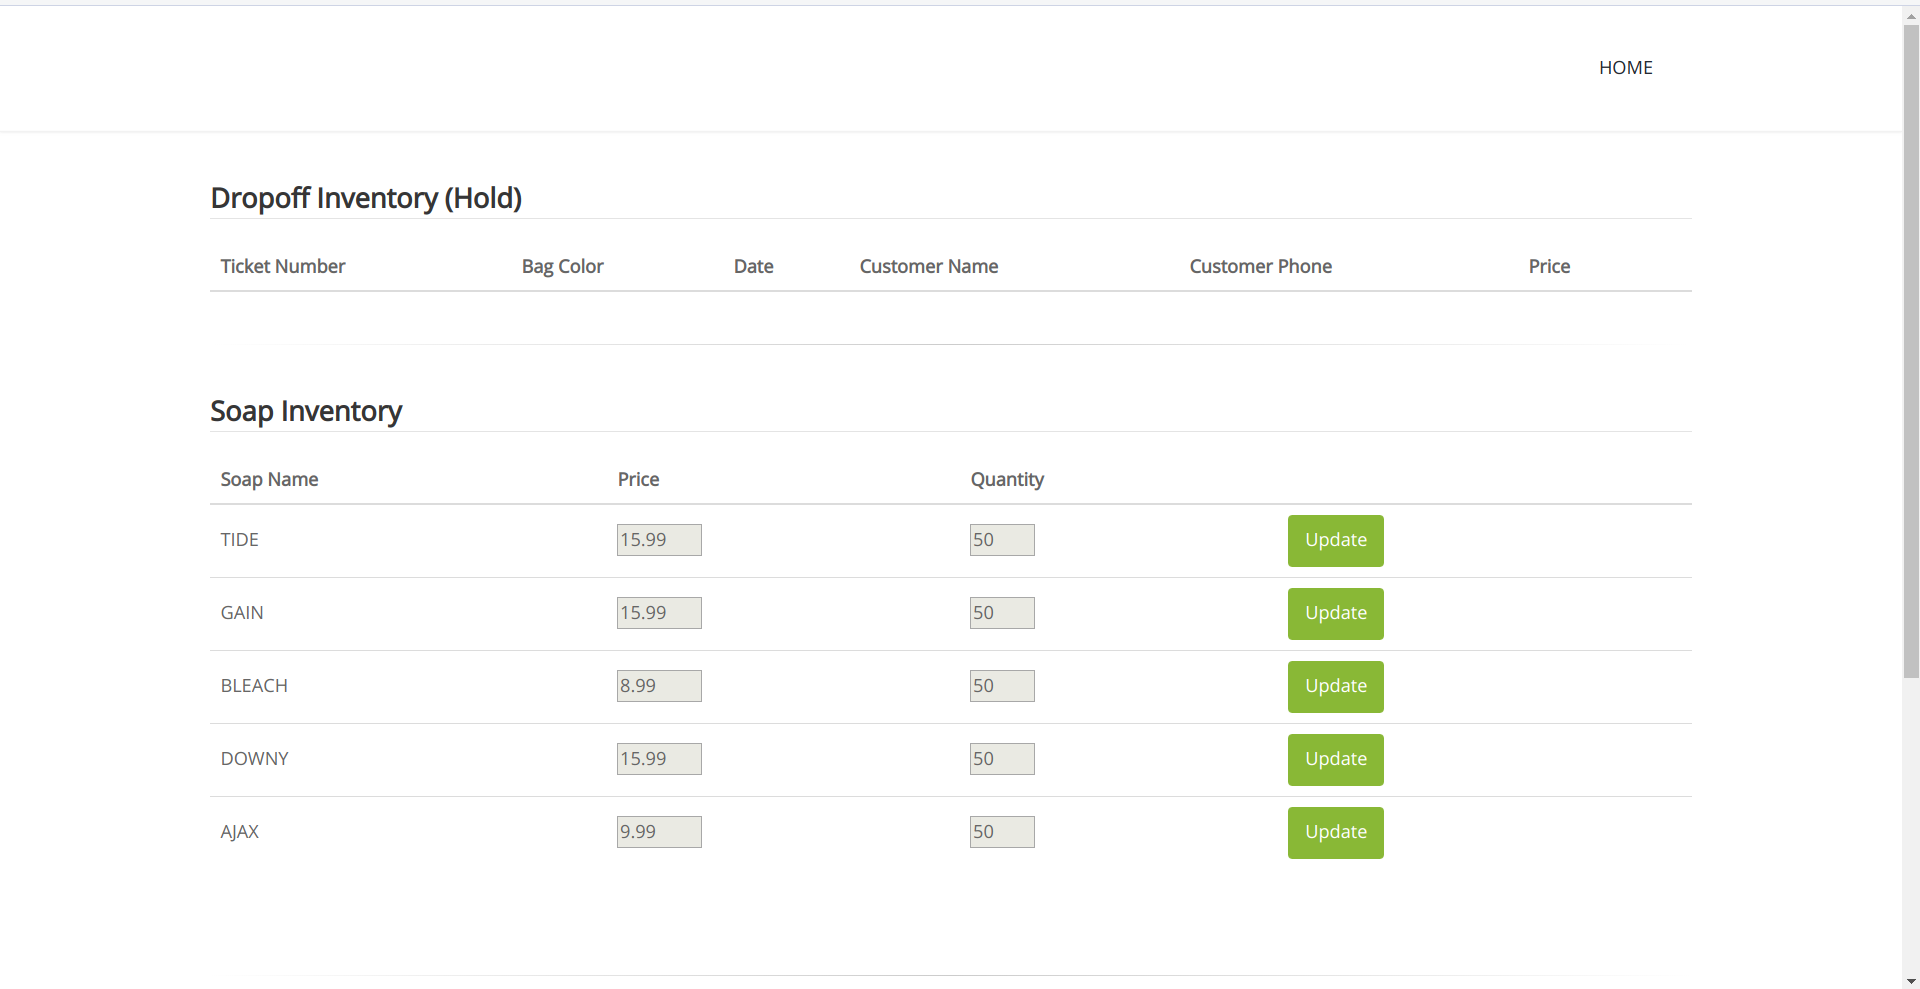 HOME
Dropoff Inventory (Hold)
Ticket Number Bag Color Date Customer Name Customer Phone Price
Soap Inventory
Soap Name Price Quantity
TIDE 15.99 50 Update
GAIN 15.99 50 Update
BLEACH 8.99 50 Update
DOWNY 15.99 50 Update
AJAX 9.99 50 Update